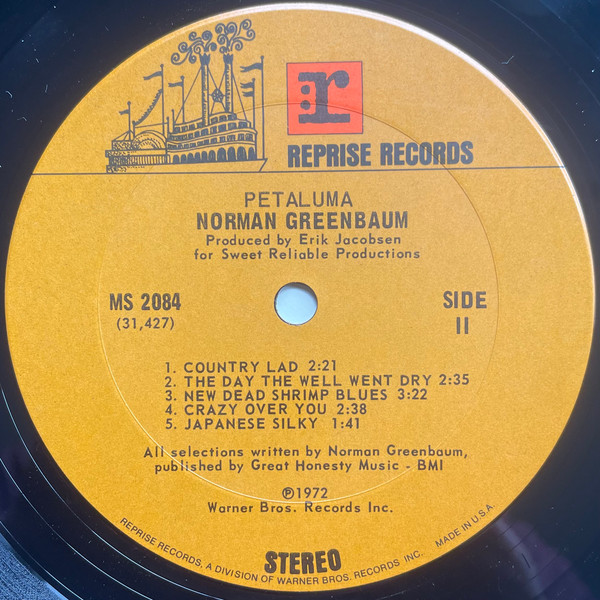 r
REPRISE RECORDS
PETALUMA
NORMAN GREENBAUM
Produced by Erik Jacobsen
for Sweet Reliable Productions
MS 2084
(31,427)
SIDE
II
1. COUNTRY LAD 2:21
2. THE DAY THE WELL WENT DRY 2:35
3. NEW DEAD SHRIMP BLUES 3:22
4. CRAZY OVER YOU 2:38
5. JAPANESE SILKY 1:41
All selections written by Norman Greenbaum,
published by Great Honesty Music - BMI
℗1972
Warner Bros. Records Inc.
STEREO
REPRISE RECORDS, A DIVISION OF WARNER BROS. RECORDS INC. MADE IN U.S.A.